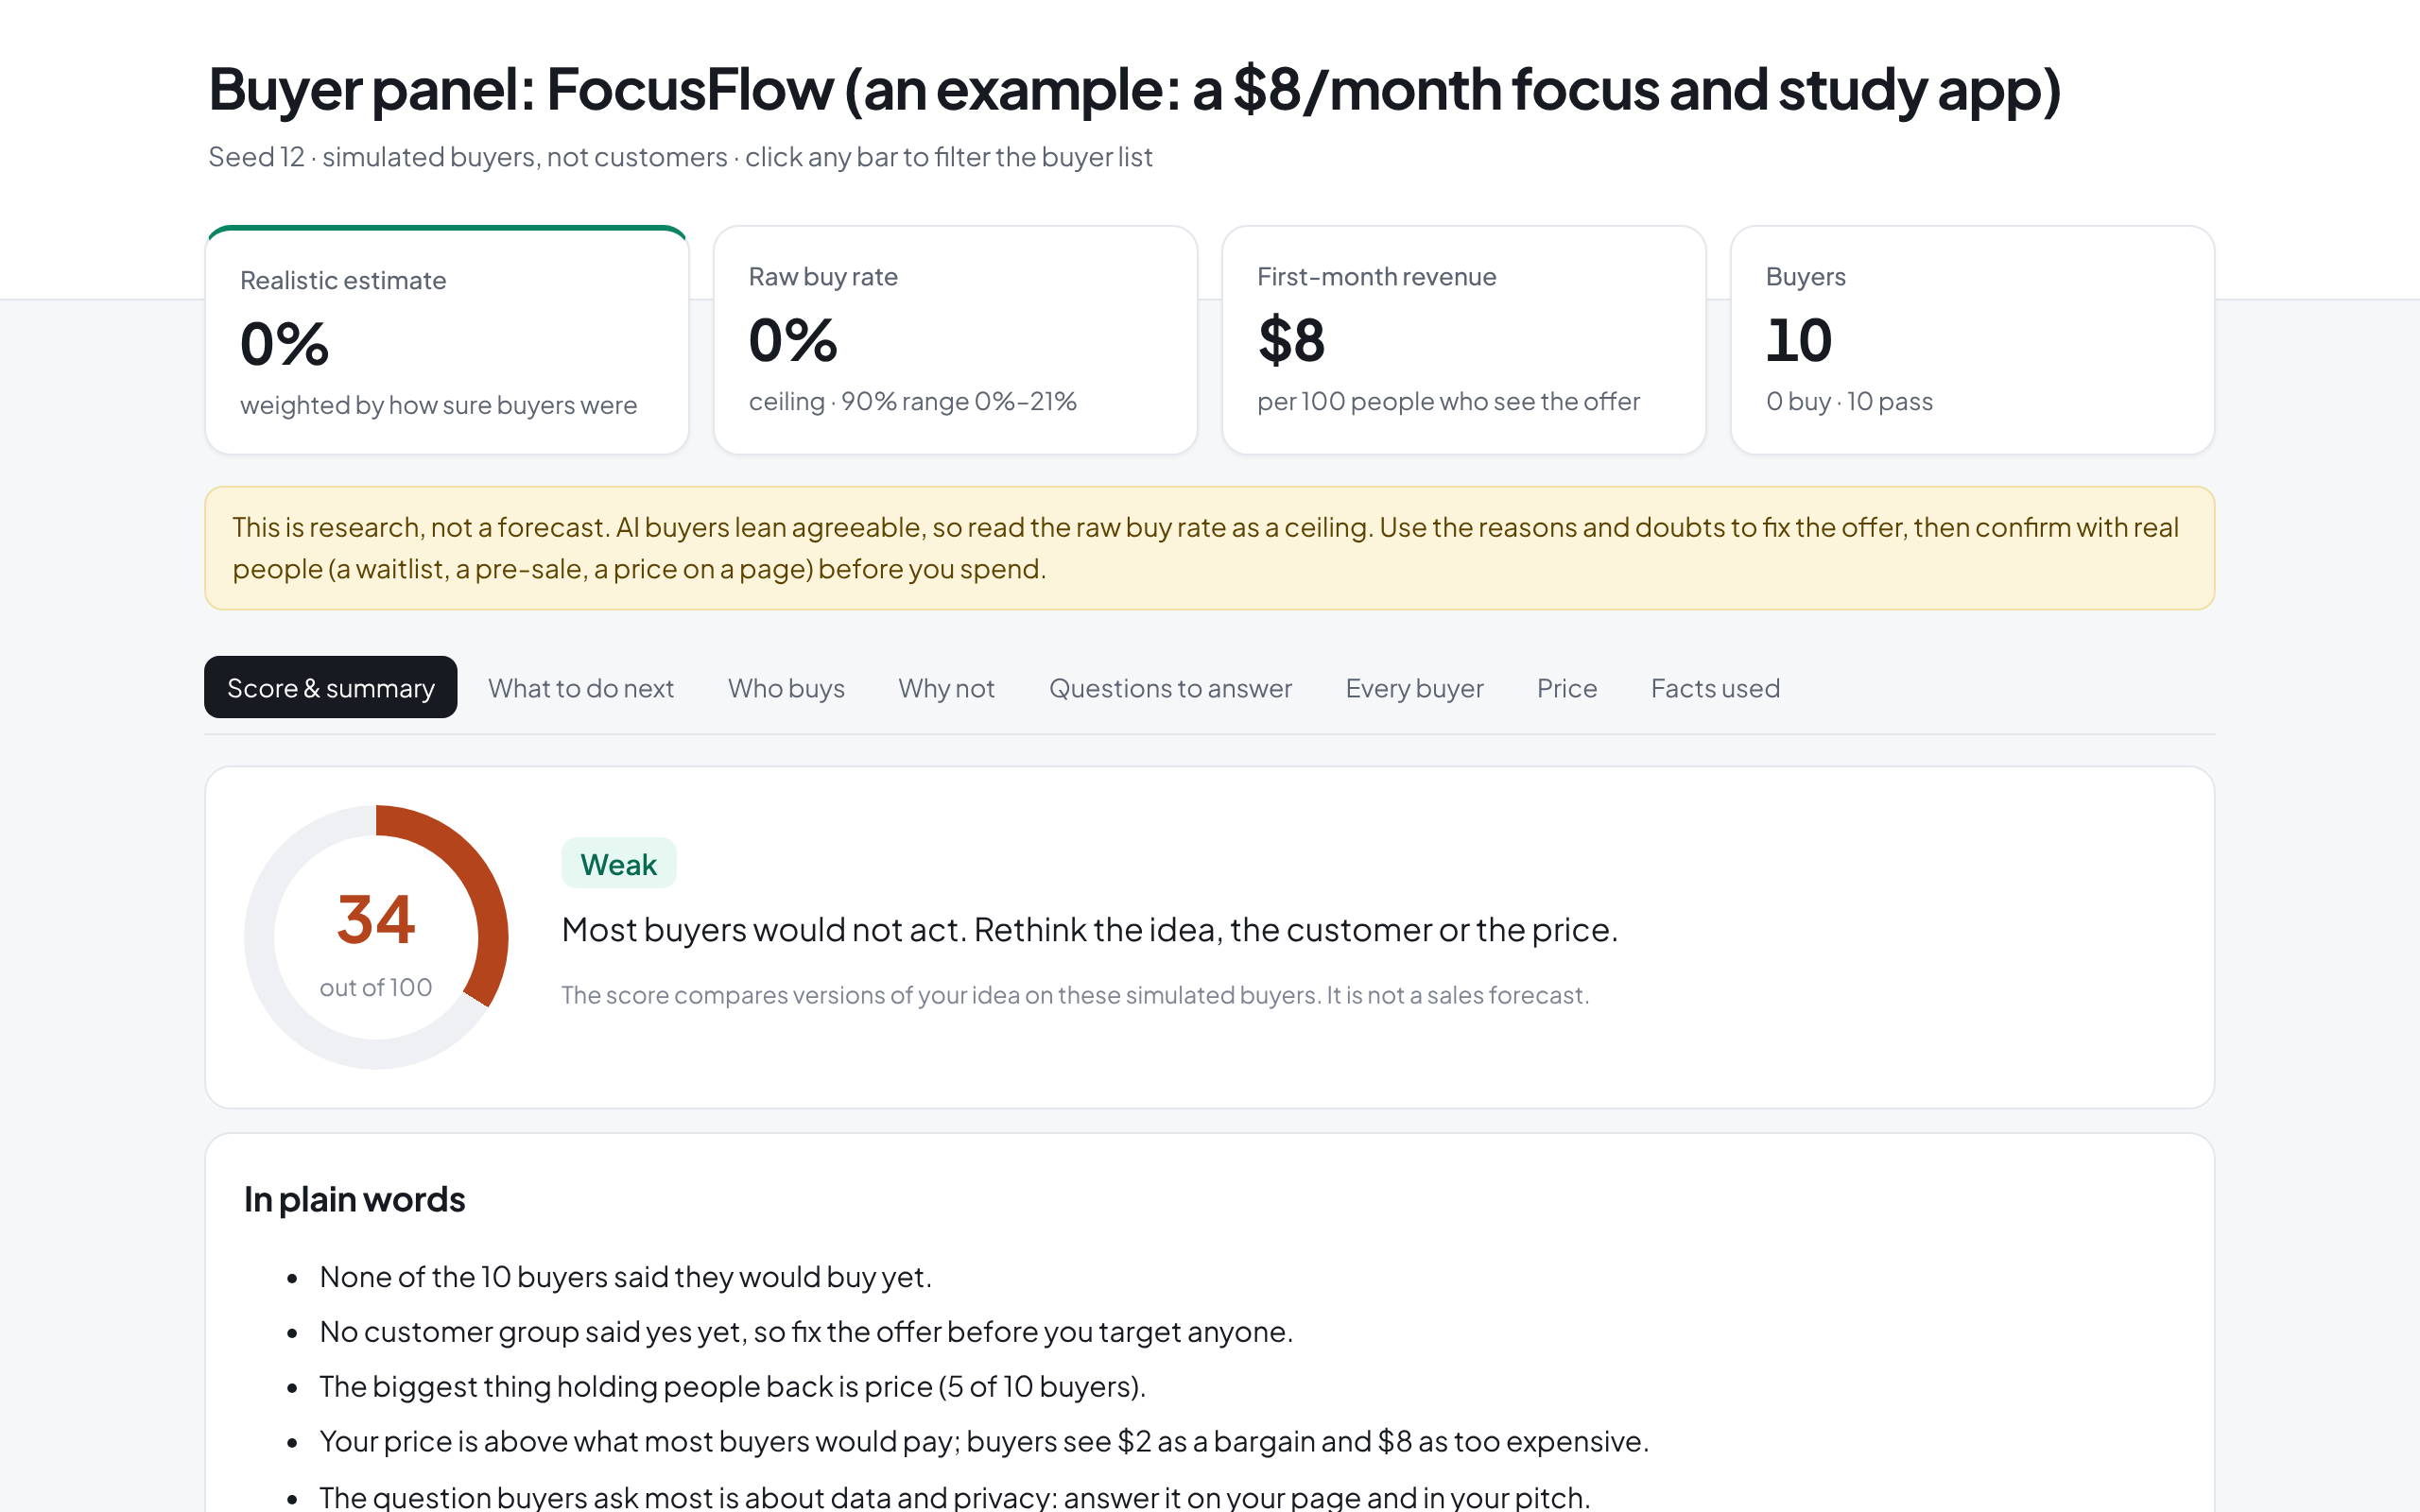 Buyer panel: FocusFlow (an example: a $8/month focus and study app)
Seed 12 · simulated buyers, not customers · click any bar to filter the buyer list
Realistic estimate
0%
weighted by how sure buyers were
Raw buy rate
0%
ceiling · 90% range 0%–21%
First-month revenue
$8
per 100 people who see the offer
Buyers
10
0 buy · 10 pass
This is research, not a forecast. AI buyers lean agreeable, so read the raw buy rate as a ceiling. Use the reasons and doubts to fix the offer, then confirm with real
people (a waitlist, a pre-sale, a price on a page) before you spend.
Score & summary What to do next Who buys Why not Questions to answer Every buyer Price Facts used
34
out of 100
Weak
Most buyers would not act. Rethink the idea, the customer or the price.
The score compares versions of your idea on these simulated buyers. It is not a sales forecast.
In plain words
• None of the 10 buyers said they would buy yet.
• No customer group said yes yet, so fix the offer before you target anyone.
• The biggest thing holding people back is price (5 of 10 buyers).
• Your price is above what most buyers would pay; buyers see $2 as a bargain and $8 as too expensive.
• The question buyers ask most is about data and privacy: answer it on your page and in your pitch.